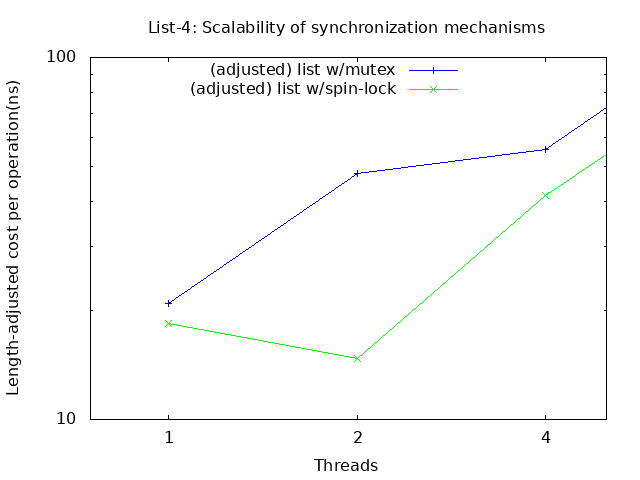 List-4: Scalability of synchronization mechanisms
100
(adjusted) list w/mutex
(adjusted) list w/spin-lock
Length-adjusted cost per operation(ns)
10
1 2 4
Threads